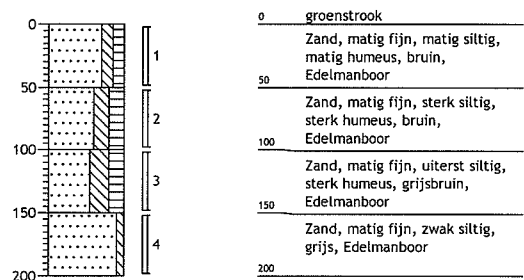 0
50
100
150
200
1
2
3
4
0 groenstrook
Zand, matig fijn, matig siltig,
matig humeus, bruin,
Edelmanboor
50
Zand, matig fijn, sterk siltig,
sterk humeus, bruin,
Edelmanboor
100
Zand, matig fijn, uiterst siltig,
sterk humeus, grijsbruin,
Edelmanboor
150
Zand, matig fijn, zwak siltig,
grijs, Edelmanboor
200